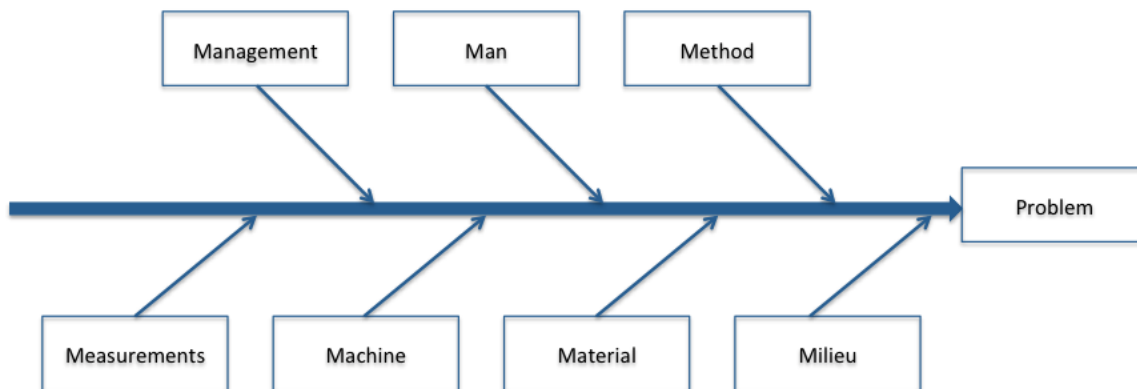 Management
Man
Method
Problem
Measurements
Machine
Material
Milieu